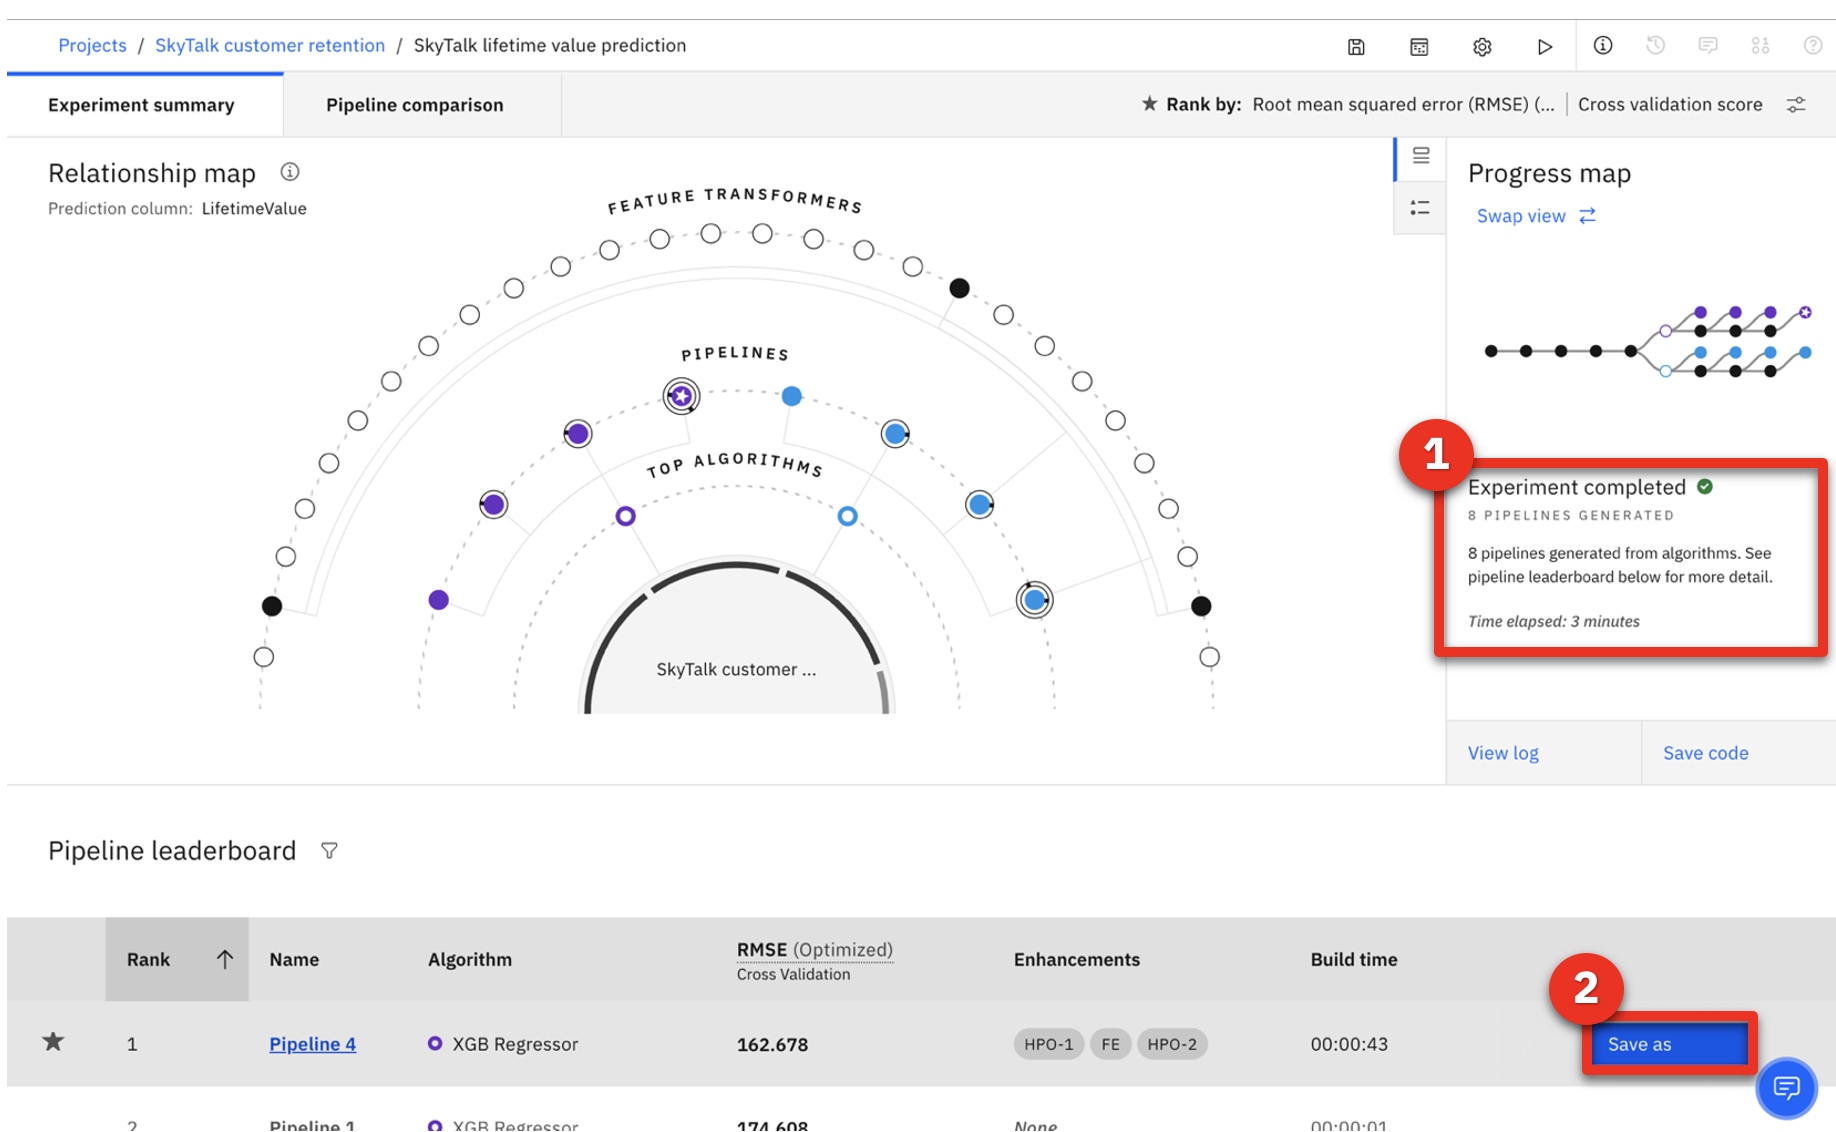 Projects / SkyTalk customer retention / SkyTalk lifetime value prediction
Experiment summary
Pipeline comparison
★ Rank by: Root mean squared error (RMSE) (... | Cross validation score
Relationship map
Prediction column: LifetimeValue
FEATURE TRANSFORMERS
PIPELINES
TOP ALGORITHMS
SkyTalk customer ...
Progress map
Swap view
1
Experiment completed
8 PIPELINES GENERATED
8 pipelines generated from algorithms. See
pipeline leaderboard below for more detail.
Time elapsed: 3 minutes
View log
Save code
Pipeline leaderboard
Rank ↑ Name Algorithm RMSE (Optimized) Enhancements Build time
Cross Validation
2
★ 1 Pipeline 4 XGB Regressor 162.678 HPO-1 FE HPO-2 00:00:43 Save as
2 Pipeline 1 XGB Regressor 174.608 None 00:00:01